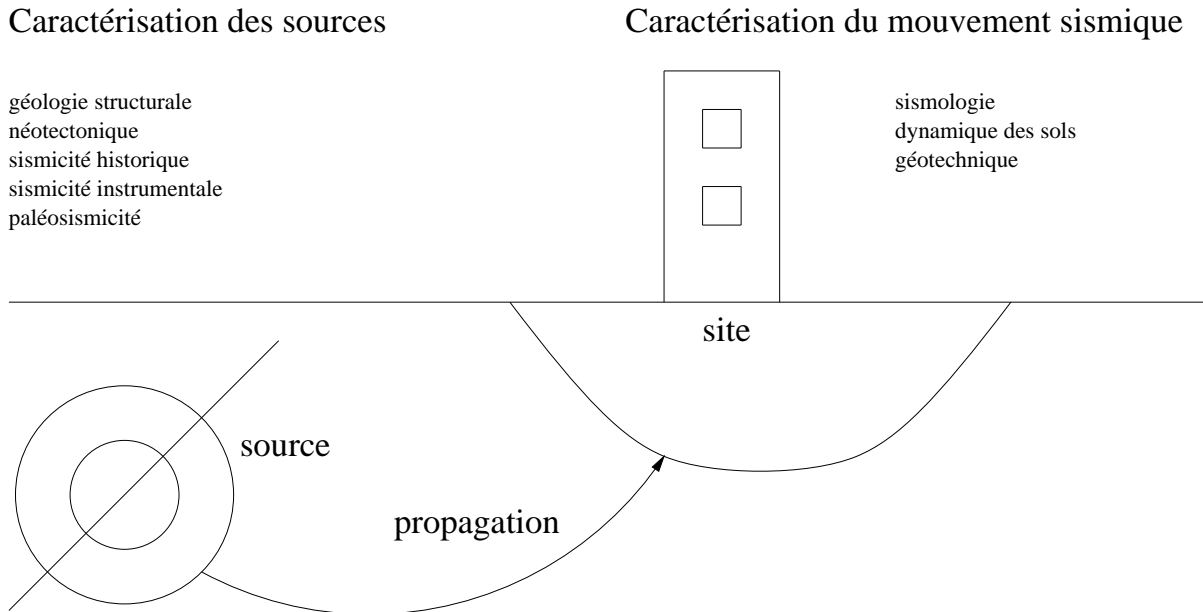 Caractérisation des sources
Caractérisation du mouvement sismique
géologie structurale
néotectonique
sismicité historique
sismicité instrumentale
paléosismicité
sismologie
dynamique des sols
géotechnique
site
source
propagation